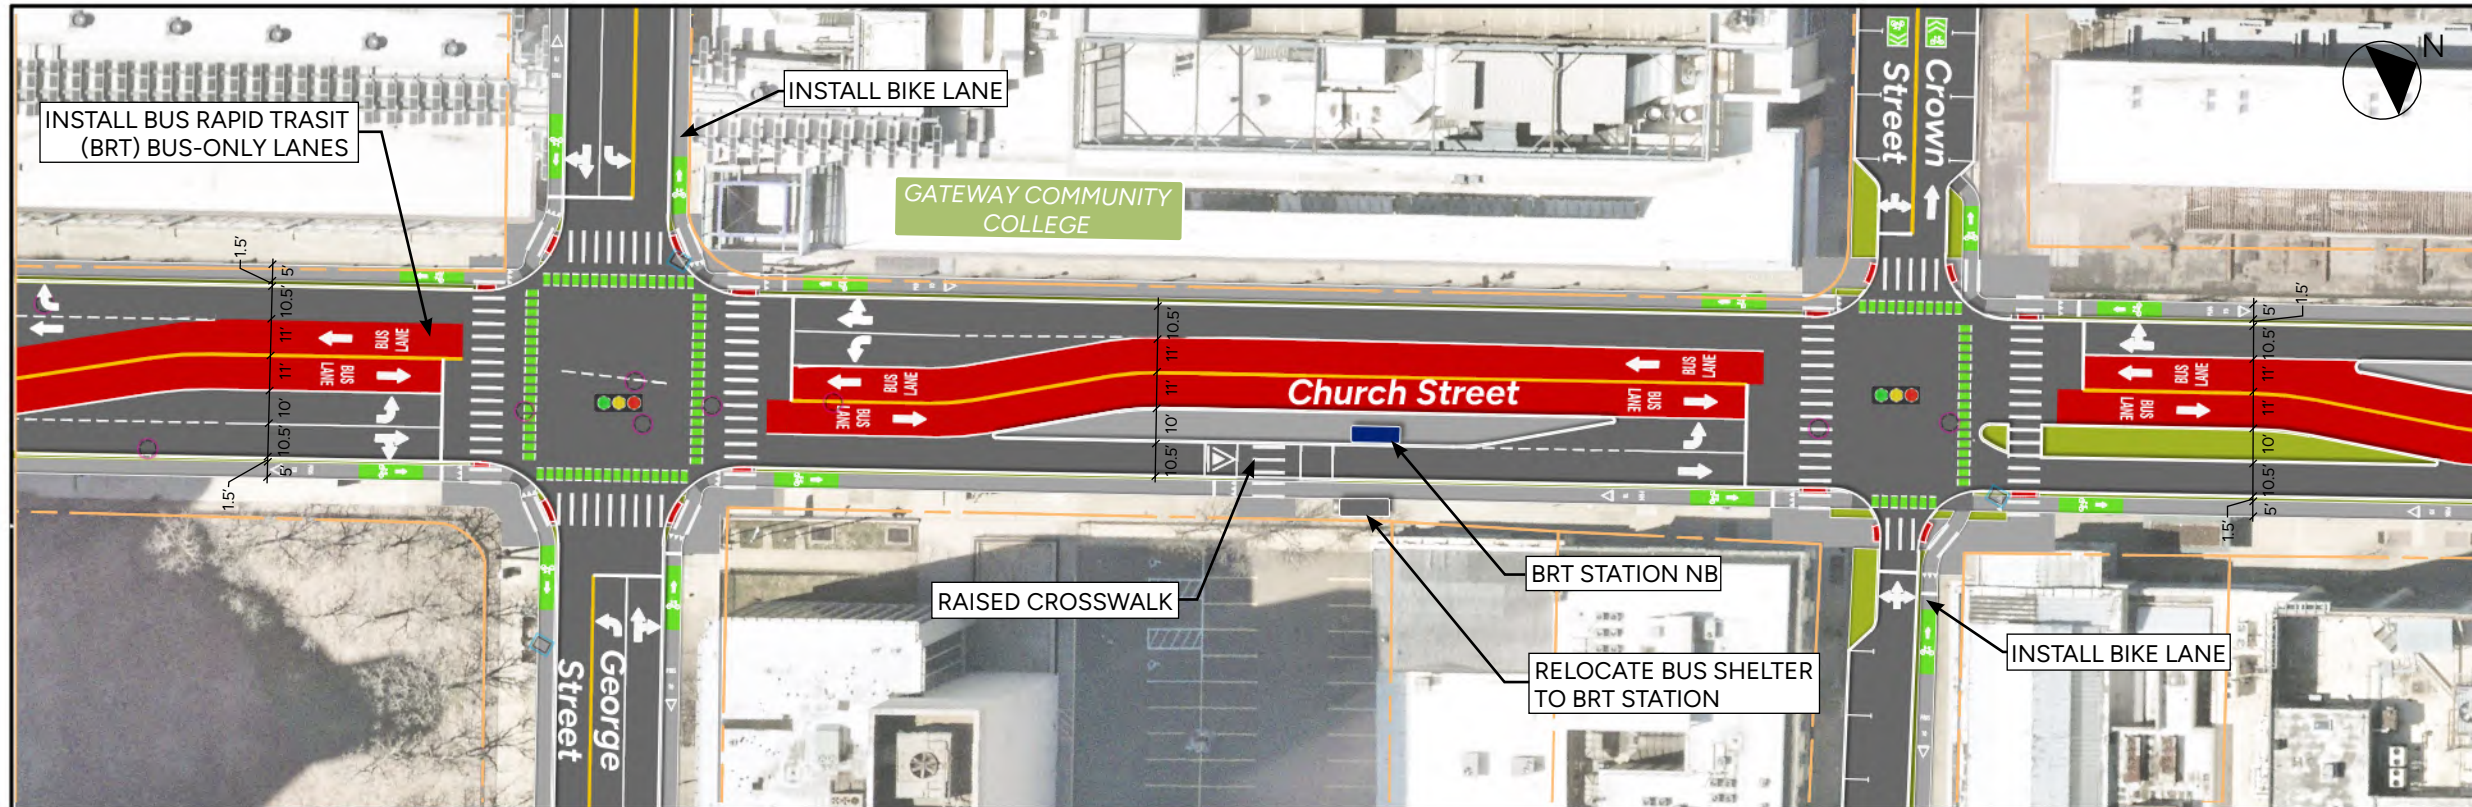 N
INSTALL BIKE LANE
INSTALL BUS RAPID TRASIT
(BRT) BUS-ONLY LANES
Crown
Street
GATEWAY COMMUNITY
COLLEGE
1.5'
5'
10.5'
11'
11'
10'
10.5'
5'
1.5'
BUS
LANE
BUS
LANE
BUS
LANE
BUS
LANE
10.5'
11'
11'
10'
10.5'
Church Street
BUS
LANE
BUS
LANE
BUS
LANE
BUS
LANE
1.5'
5'
10.5'
11'
11'
10'
10.5'
5'
1.5'
BRT STATION NB
RAISED CROSSWALK
RELOCATE BUS SHELTER
TO BRT STATION
INSTALL BIKE LANE
George
Street